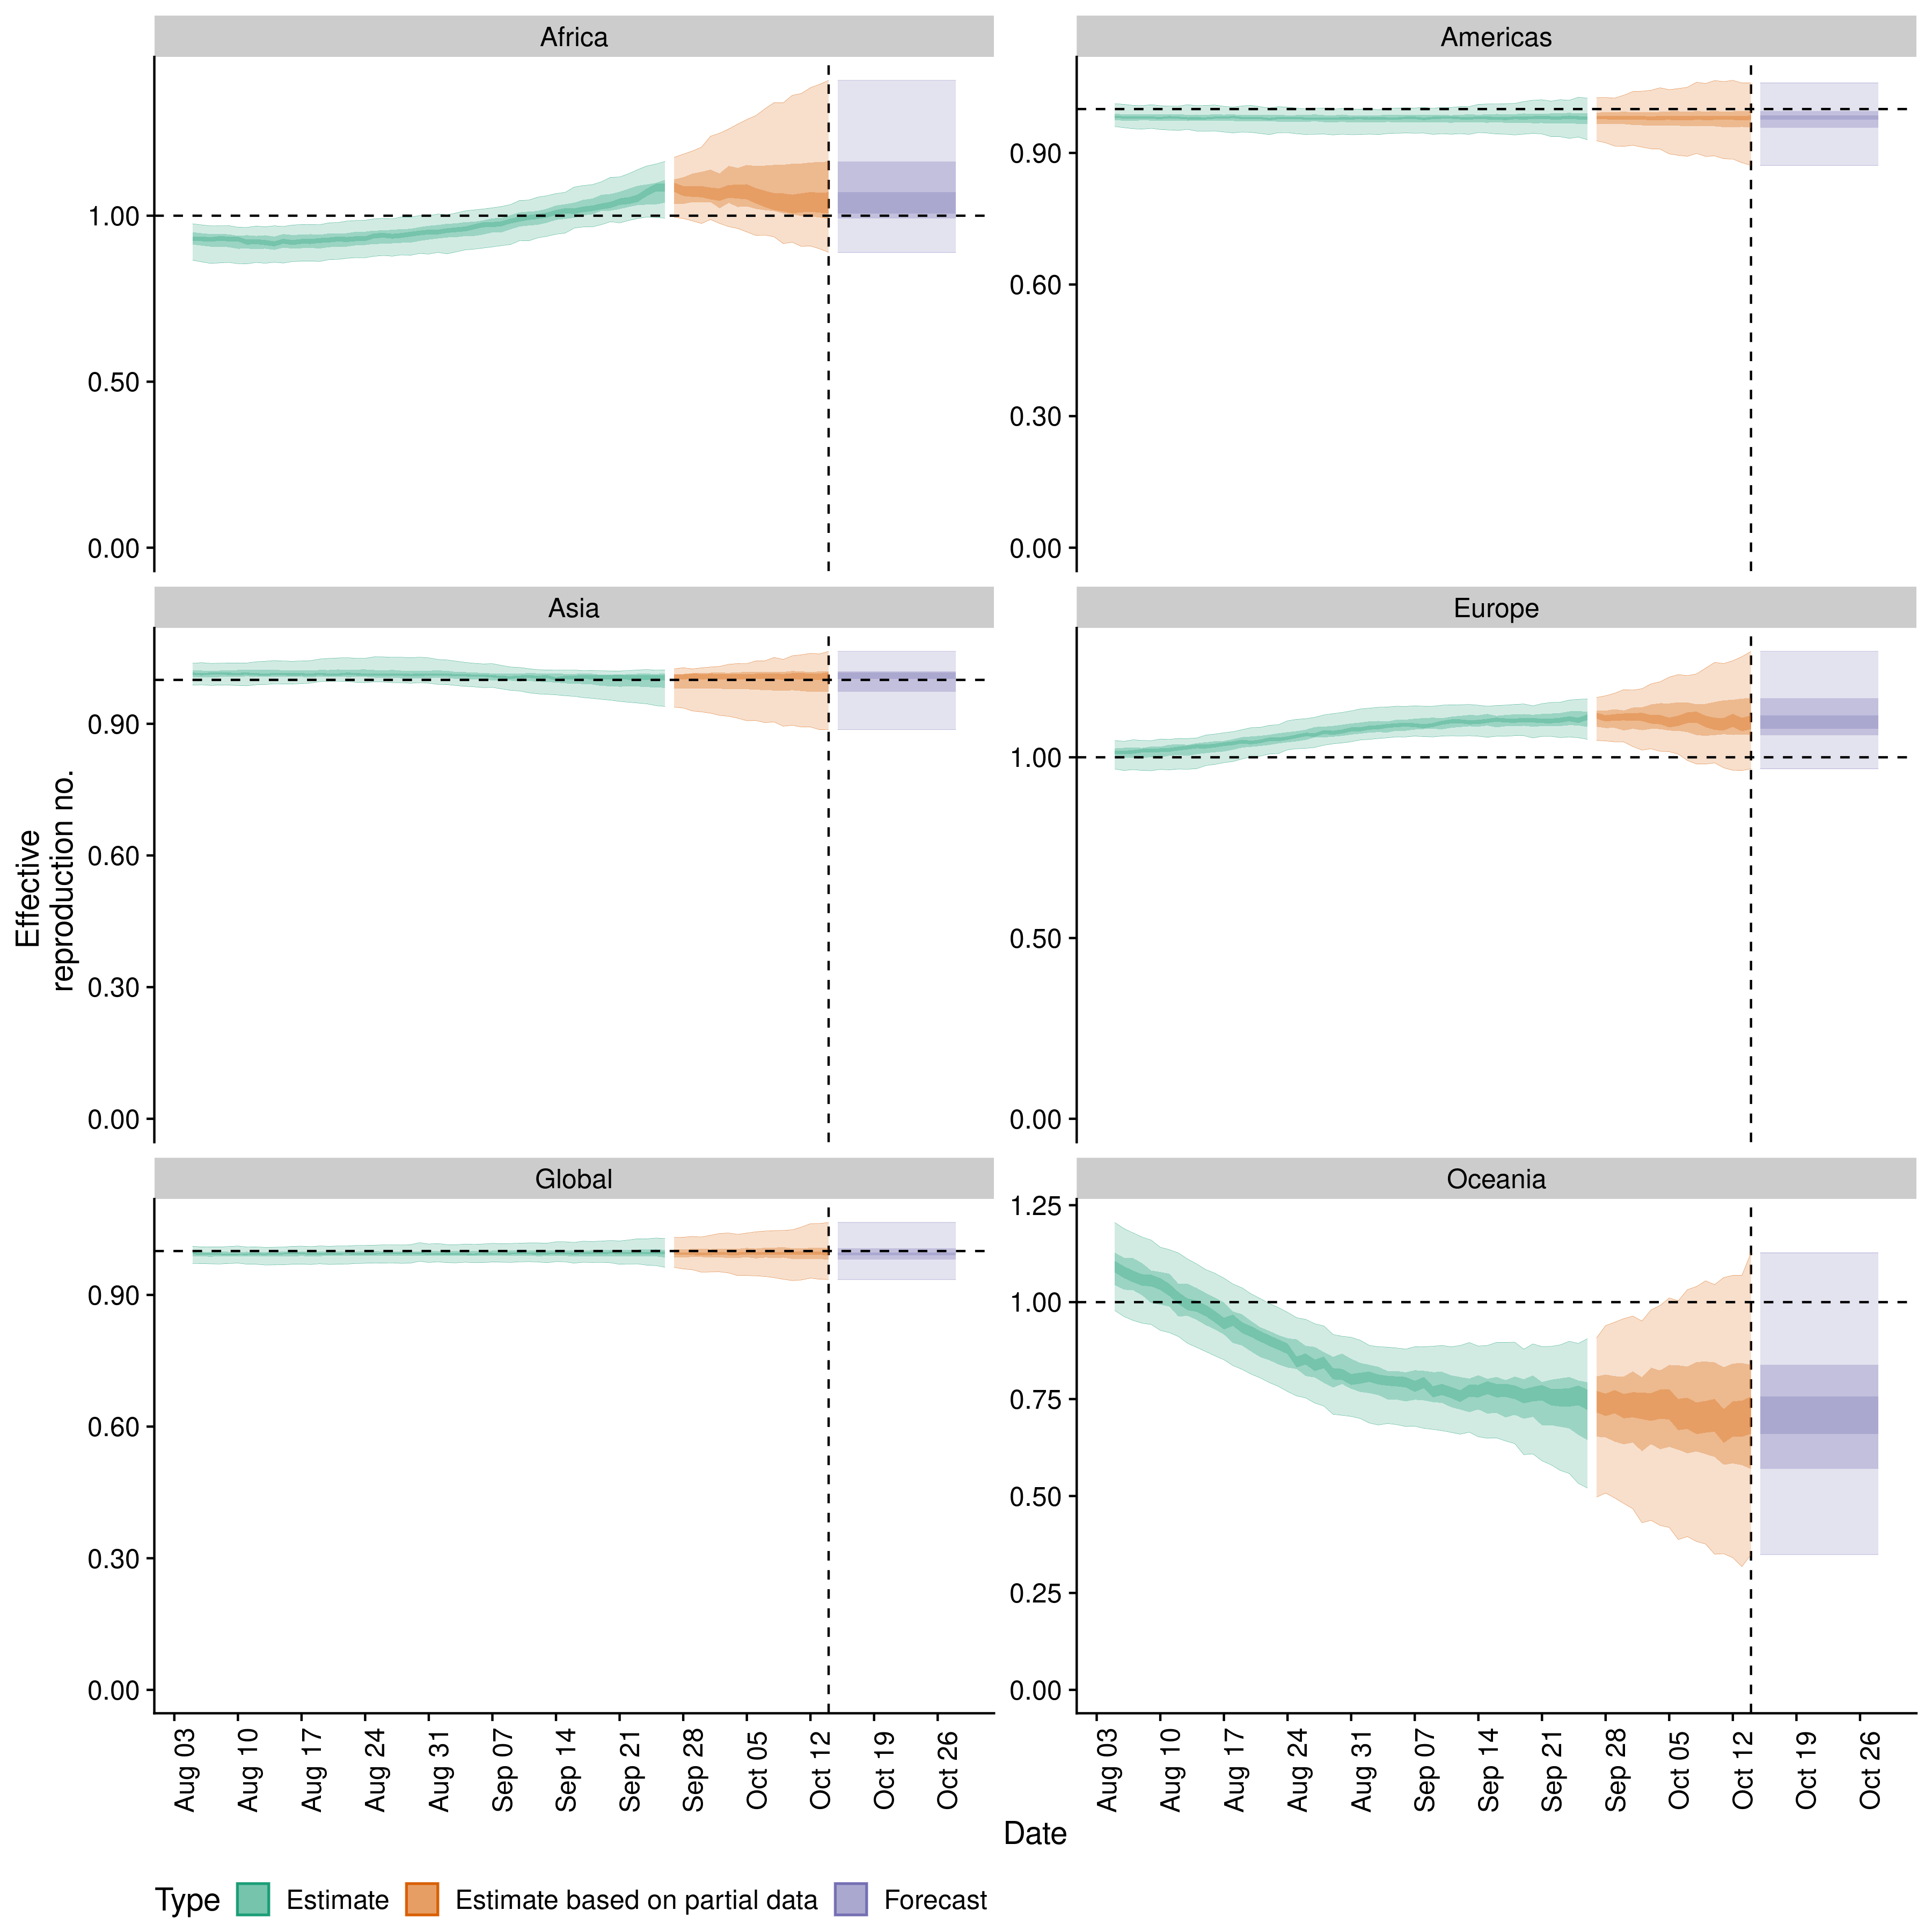 Africa
Americas
1.00
0.50
0.00
0.90
0.60
0.30
0.00
Asia
Europe
0.90
0.60
0.30
0.00
1.00
0.50
0.00
Effective
reproduction no.
Global
Oceania
0.90
0.60
0.30
0.00
1.25
1.00
0.75
0.50
0.25
0.00
Aug 03
Aug 10
Aug 17
Aug 24
Aug 31
Sep 07
Sep 14
Sep 21
Sep 28
Oct 05
Oct 12
Oct 19
Oct 26
Aug 03
Aug 10
Aug 17
Aug 24
Aug 31
Sep 07
Sep 14
Sep 21
Sep 28
Oct 05
Oct 12
Oct 19
Oct 26
Date
Type Estimate Estimate based on partial data Forecast